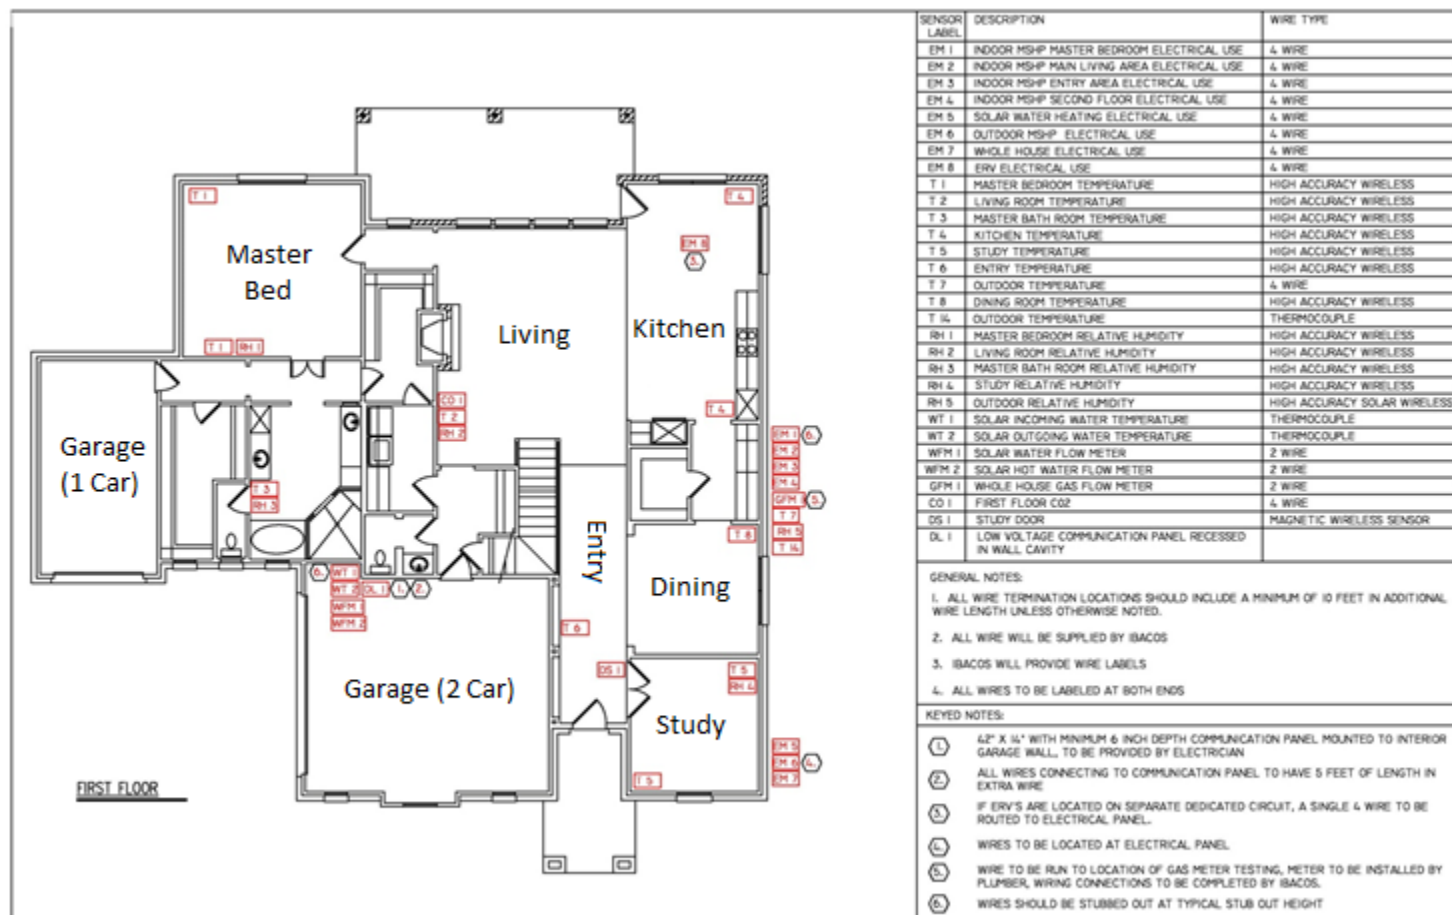 T 1
T 4
Master
Bed
EM 8
3.
Living
Kitchen
T 1 RH 1
CO 1
T 2
RH 2
T 4
Garage
(1 Car)
EM 1 6.
EM 2
EM 3
EM 4
GFM 1 5.
T 7
RH 5
T 14
T 3
RH 3
T 8
Entry
Dining
6. WT 1
WT 2 DL 1 1. 2.
WFM 1
WFM 2
T 6
DS 1
T 5
RH 4
Garage (2 Car)
Study
T 5
EM 5
EM 6 4.
EM 7
FIRST FLOOR
SENSOR LABEL DESCRIPTION WIRE TYPE
EM 1 INDOOR MSHP MASTER BEDROOM ELECTRICAL USE 4 WIRE
EM 2 INDOOR MSHP MAIN LIVING AREA ELECTRICAL USE 4 WIRE
EM 3 INDOOR MSHP ENTRY AREA ELECTRICAL USE 4 WIRE
EM 4 INDOOR MSHP SECOND FLOOR ELECTRICAL USE 4 WIRE
EM 5 SOLAR WATER HEATING ELECTRICAL USE 4 WIRE
EM 6 OUTDOOR MSHP ELECTRICAL USE 4 WIRE
EM 7 WHOLE HOUSE ELECTRICAL USE 4 WIRE
EM 8 ERV ELECTRICAL USE 4 WIRE
T 1 MASTER BEDROOM TEMPERATURE HIGH ACCURACY WIRELESS
T 2 LIVING ROOM TEMPERATURE HIGH ACCURACY WIRELESS
T 3 MASTER BATH ROOM TEMPERATURE HIGH ACCURACY WIRELESS
T 4 KITCHEN TEMPERATURE HIGH ACCURACY WIRELESS
T 5 STUDY TEMPERATURE HIGH ACCURACY WIRELESS
T 6 ENTRY TEMPERATURE HIGH ACCURACY WIRELESS
T 7 OUTDOOR TEMPERATURE 4 WIRE
T 8 DINING ROOM TEMPERATURE HIGH ACCURACY WIRELESS
T 14 OUTDOOR TEMPERATURE THERMOCOUPLE
RH 1 MASTER BEDROOM RELATIVE HUMIDITY HIGH ACCURACY WIRELESS
RH 2 LIVING ROOM RELATIVE HUMIDITY HIGH ACCURACY WIRELESS
RH 3 MASTER BATH ROOM RELATIVE HUMIDITY HIGH ACCURACY WIRELESS
RH 4 STUDY RELATIVE HUMIDITY HIGH ACCURACY WIRELESS
RH 5 OUTDOOR RELATIVE HUMIDITY HIGH ACCURACY SOLAR WIRELESS
WT 1 SOLAR INCOMING WATER TEMPERATURE THERMOCOUPLE
WT 2 SOLAR OUTGOING WATER TEMPERATURE THERMOCOUPLE
WFM 1 SOLAR WATER FLOW METER 2 WIRE
WFM 2 SOLAR HOT WATER FLOW METER 2 WIRE
GFM 1 WHOLE HOUSE GAS FLOW METER 2 WIRE
CO 1 FIRST FLOOR CO2 4 WIRE
DS 1 STUDY DOOR MAGNETIC WIRELESS SENSOR
DL 1 LOW VOLTAGE COMMUNICATION PANEL RECESSED
IN WALL CAVITY
GENERAL NOTES:
1. ALL WIRE TERMINATION LOCATIONS SHOULD INCLUDE A MINIMUM OF 10 FEET IN ADDITIONAL
WIRE LENGTH UNLESS OTHERWISE NOTED.
2. ALL WIRE WILL BE SUPPLIED BY IBACOS
3. IBACOS WILL PROVIDE WIRE LABELS
4. ALL WIRES TO BE LABELED AT BOTH ENDS
KEYED NOTES:
1. 42" X 14" WITH MINIMUM 6 INCH DEPTH COMMUNICATION PANEL MOUNTED TO INTERIOR
GARAGE WALL, TO BE PROVIDED BY ELECTRICIAN
2. ALL WIRES CONNECTING TO COMMUNICATION PANEL TO HAVE 5 FEET OF LENGTH IN
EXTRA WIRE
3. IF ERV'S ARE LOCATED ON SEPARATE DEDICATED CIRCUIT, A SINGLE 4 WIRE TO BE
ROUTED TO ELECTRICAL PANEL.
4. WIRES TO BE LOCATED AT ELECTRICAL PANEL
5. WIRE TO BE RUN TO LOCATION OF GAS METER TESTING, METER TO BE INSTALLED BY
PLUMBER, WIRING CONNECTIONS TO BE COMPLETED BY IBACOS.
6. WIRES SHOULD BE STUBBED OUT AT TYPICAL STUB OUT HEIGHT